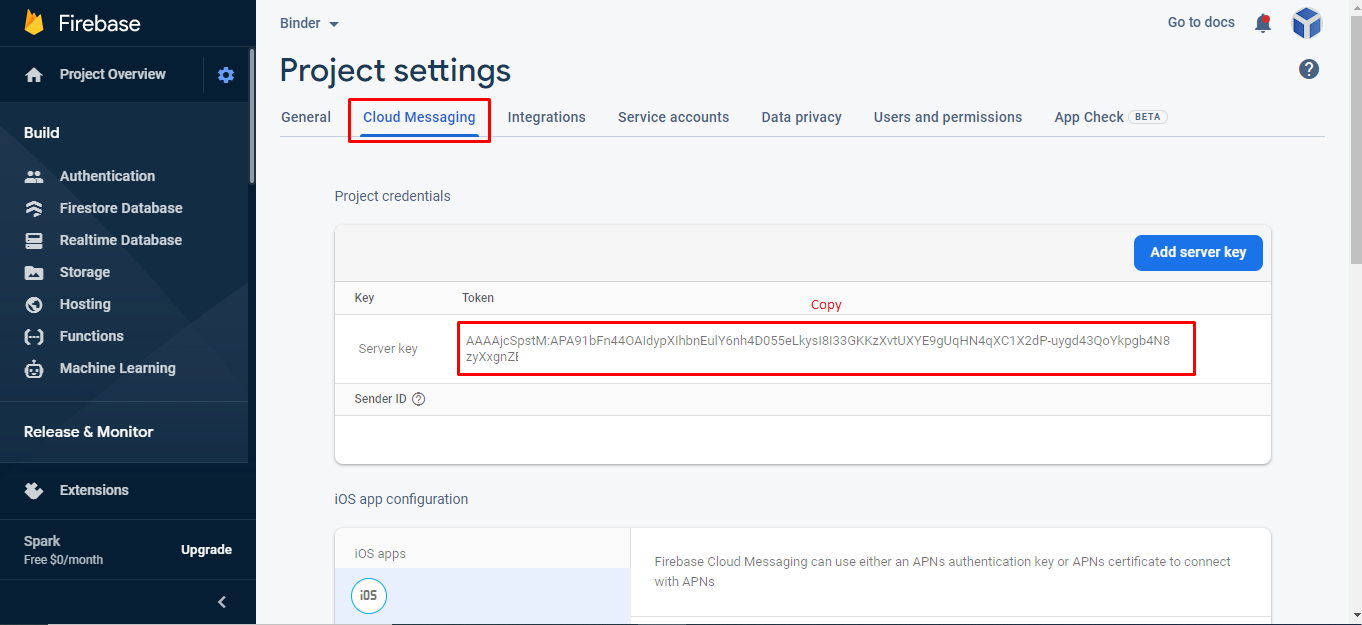 Firebase
Binder
Go to docs
Project Overview
Project settings
General Cloud Messaging Integrations Service accounts Data privacy Users and permissions App Check BETA
Build
Authentication
Firestore Database
Realtime Database
Storage
Hosting
Functions
Machine Learning
Release & Monitor
Extensions
Spark
Free $0/month
Upgrade
Project credentials
Add server key
Key Token
Copy
Server key
AAAAjcSpstM:APA91bFn44OAIdypXIhbnEulY6nh4D055eLkysI8I33GKKzXvtUXYE9gUqHN4qXC1X2dP-uygd43QoYkpgb4N8
zyXxgnZE
Sender ID
iOS app configuration
iOS apps
iOS
Firebase Cloud Messaging can use either an APNs authentication key or APNs certificate to connect
with APNs